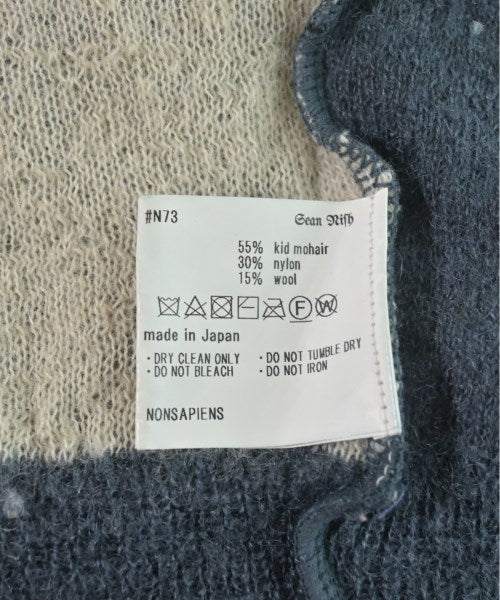 #N73
Sean Nish
55% kid mohair
30% nylon
15% wool
F W
made in Japan
・DRY CLEAN ONLY ・DO NOT TUMBLE DRY
・DO NOT BLEACH ・DO NOT IRON
NONSAPIENS